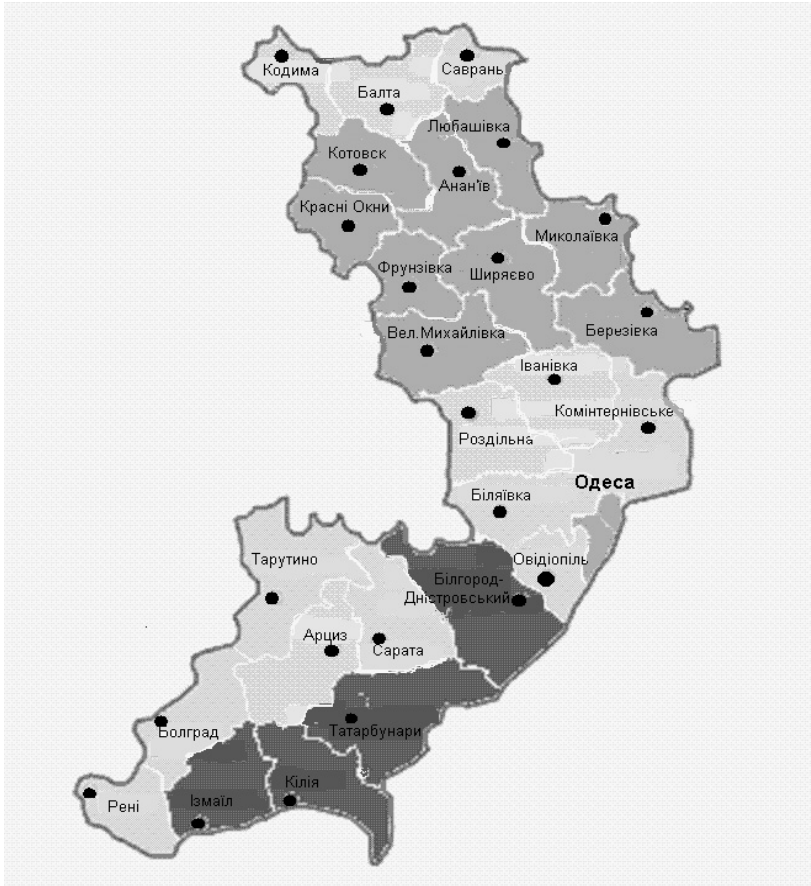 Саврань
Кодима
Балта
Любашівка
Котовск
Анан'їв
Красні Окни
Миколаївка
Фрунзівка
Ширяєво
Березівка
Вел.Михайлівка
Іванівка
Комінтернівське
Роздільна
Одеса
Біляївка
Овідіопіль
Тарутино
Білгород-
Дністровський
Арциз
Сарата
Болград
Татарбунари
Кілія
Рені
Ізмаїл